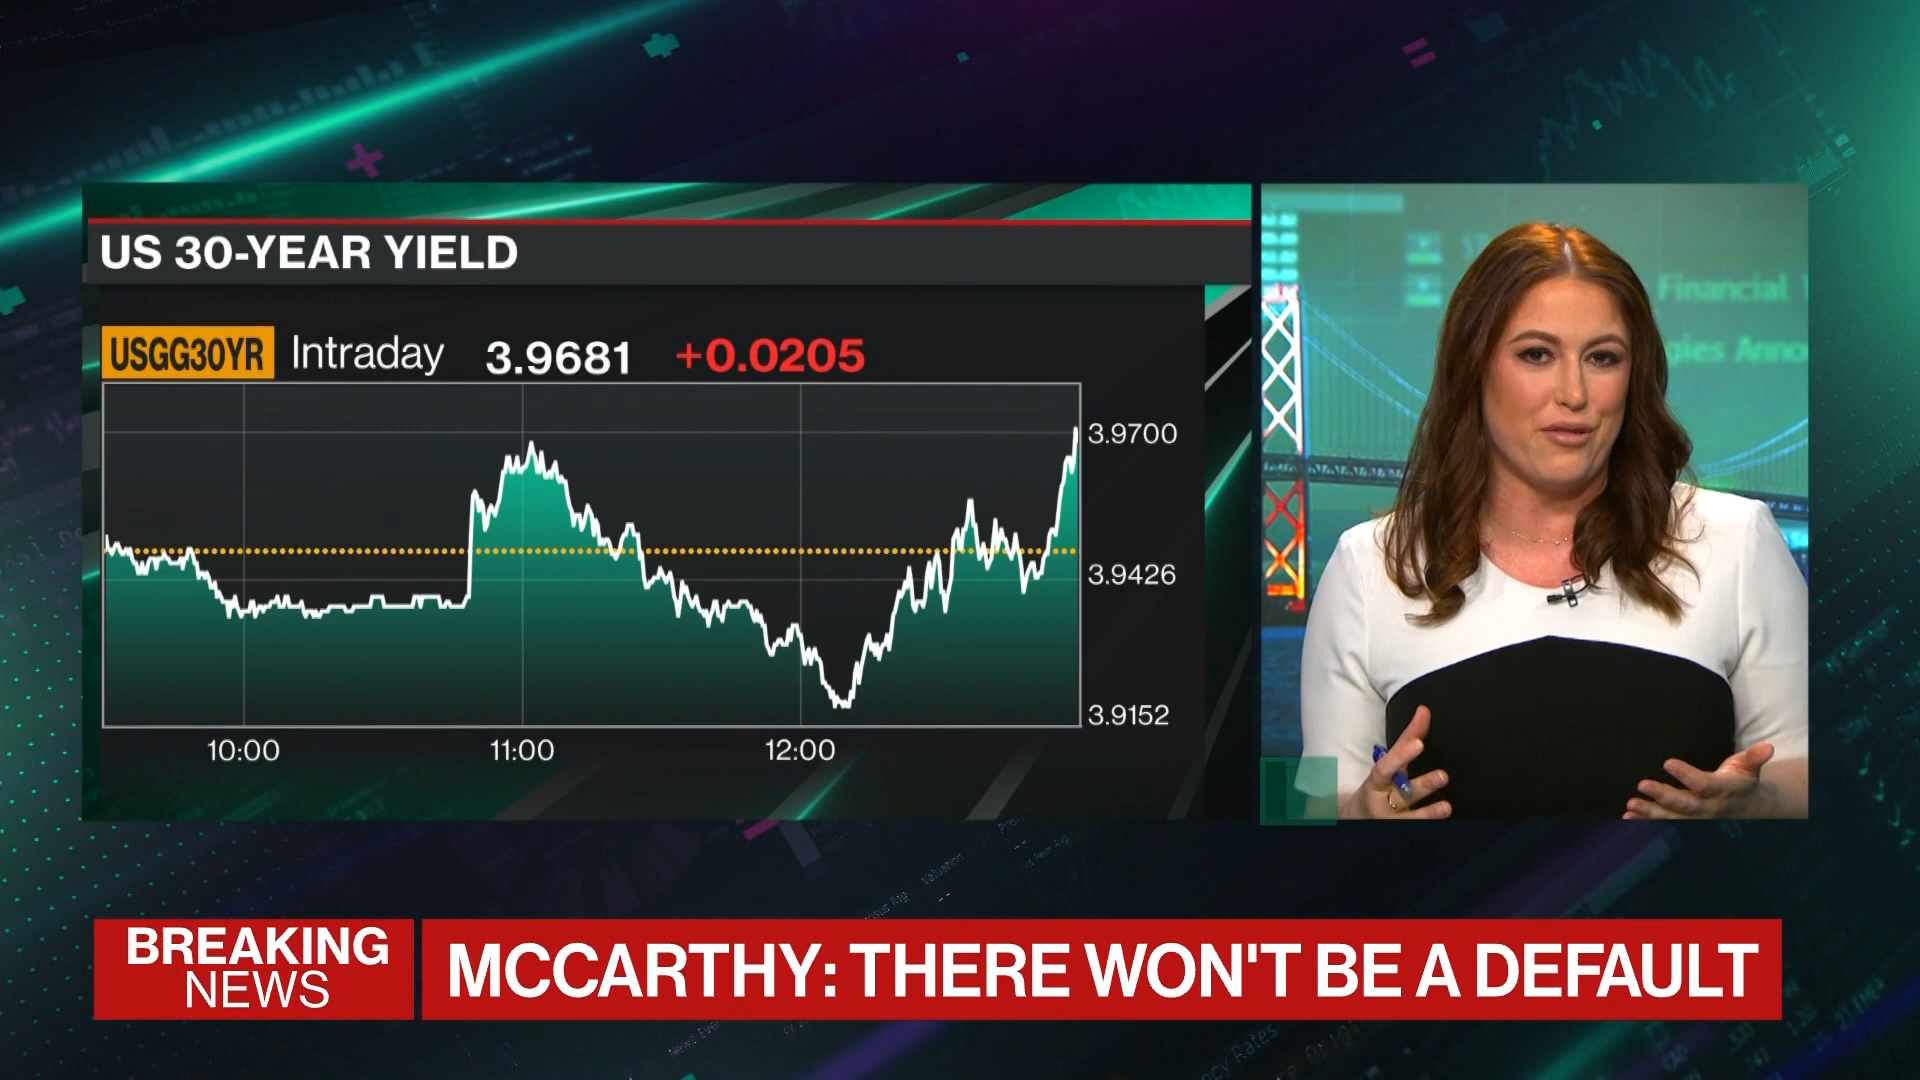 US 30-YEAR YIELD
USGG30YR Intraday 3.9681 +0.0205
3.9700
3.9426
3.9152
10:00 11:00 12:00
Financial
BREAKING
NEWS
MCCARTHY: THERE WON'T BE A DEFAULT